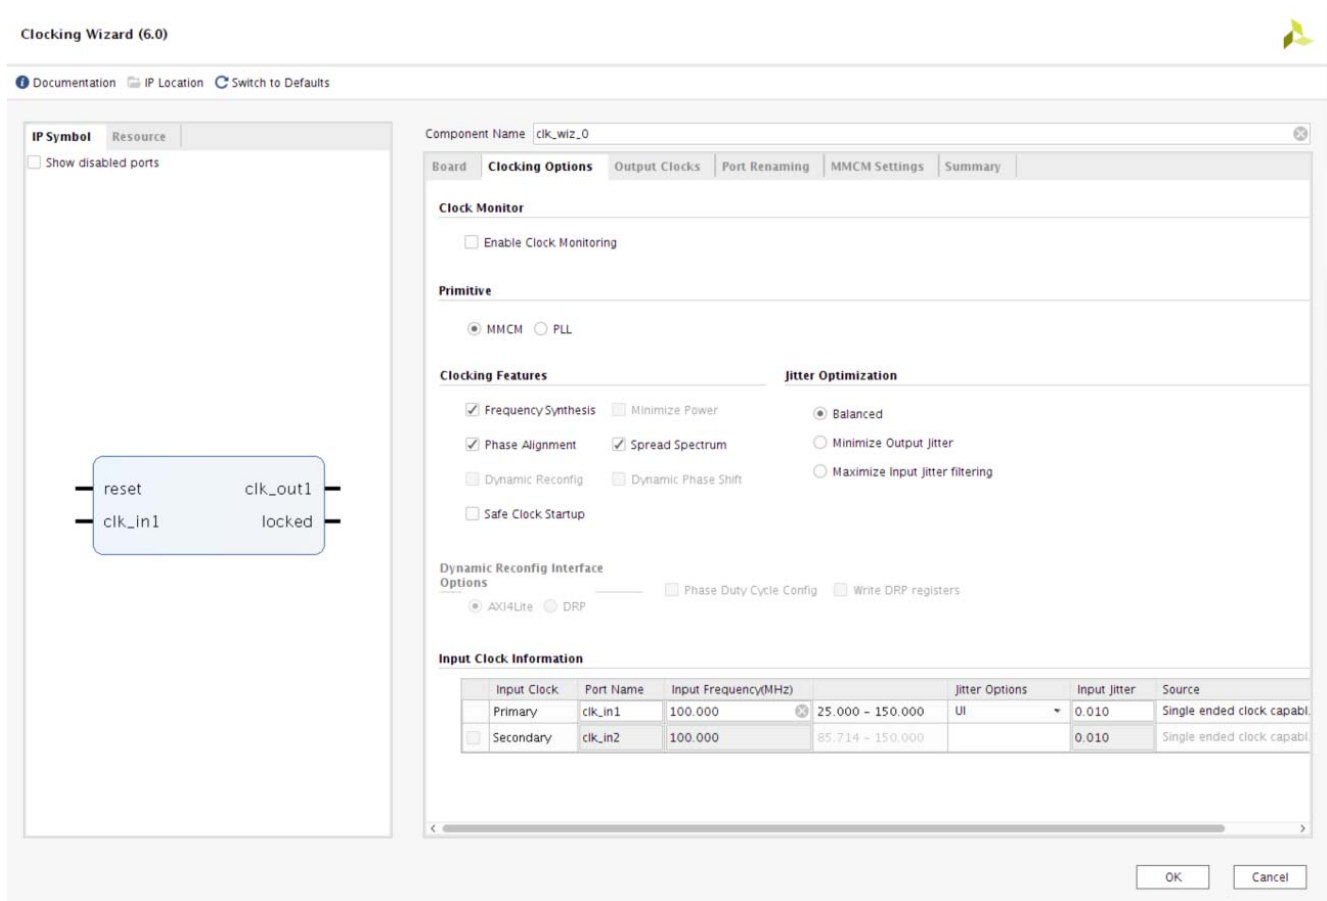 Clocking Wizard (6.0)
Documentation IP Location Switch to Defaults
IP Symbol Resource
Show disabled ports
reset clk_out1
clk_in1 locked
Component Name clk_wiz_0
Board Clocking Options Output Clocks Port Renaming MMCM Settings Summary
Clock Monitor
Enable Clock Monitoring
Primitive
MMCM PLL
Clocking Features Jitter Optimization
Frequency Synthesis Minimize Power Balanced
Phase Alignment Spread Spectrum Minimize Output Jitter
Dynamic Reconfig Dynamic Phase Shift Maximize Input Jitter filtering
Safe Clock Startup
Dynamic Reconfig Interface
Options
Phase Duty Cycle Config Write DRP registers
AXI4Lite DRP
Input Clock Information
Input Clock Port Name Input Frequency(MHz) Jitter Options Input Jitter Source
Primary clk_in1 100.000 25.000 - 150.000 UI 0.010 Single ended clock capabl.
Secondary clk_in2 100.000 85.714 - 150.000 0.010 Single ended clock capabl.
OK Cancel